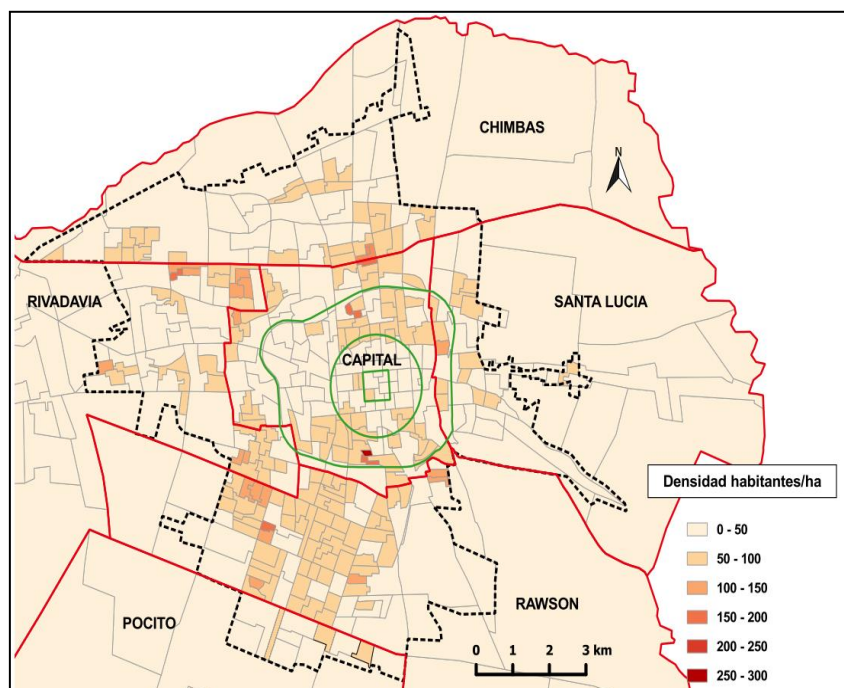 CHIMBAS
N
RIVADAVIA
SANTA LUCIA
CAPITAL
Densidad habitantes/ha
0 - 50
50 - 100
100 - 150
150 - 200
200 - 250
250 - 300
RAWSON
POCITO
0 1 2 3 km